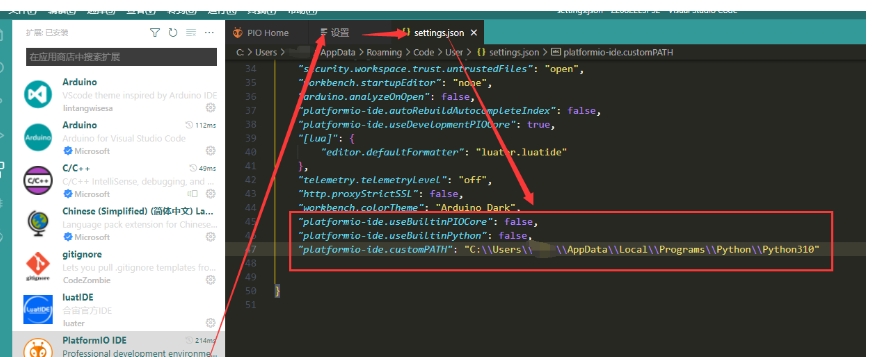 settings.json - 220822273F32 - Visual Studio Code
扩展: 已安装
在应用商店中搜索扩展
Arduino
VScode theme inspired by Arduino IDE
lintangwisesa
Arduino
112ms
Arduino for Visual Studio Code
Microsoft
C/C++
49ms
C/C++ IntelliSense, debugging, and ...
Microsoft
Chinese (Simplified) (简体中文) La...
Language pack extension for Chinese...
Microsoft
gitignore
Lets you pull .gitignore templates fro...
CodeZombie
luatIDE
合宙官方IDE
luater
PlatformIO IDE
214ms
Professional development environme...
PIO Home
设置
settings.json
C: > Users > AppData > Roaming > Code > User > {} settings.json > platformio-ide.customPATH
34 "security.workspace.trust.untrustedFiles": "open",
35 "workbench.startupEditor": "none",
36 "arduino.analyzeOnOpen": false,
37 "platformio-ide.autoRebuildAutocompleteIndex": false,
38 "platformio-ide.useDevelopmentPIOCore": true,
39 "[lua]": {
40 "editor.defaultFormatter": "luater.luatide"
41 },
42 "telemetry.telemetryLevel": "off",
43 "http.proxyStrictSSL": false,
44 "workbench.colorTheme": "Arduino Dark",
"platformio-ide.useBuiltinPIOCore": false,
"platformio-ide.useBuiltinPython": false,
47 "platformio-ide.customPATH": "C:\\Users\\ \\AppData\\Local\\Programs\\Python\\Python310"
48
49
50 }
51